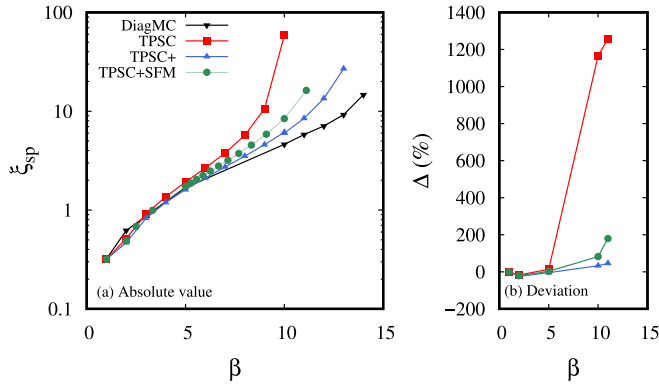 DiagMC
TPSC
TPSC+
TPSC+SFM
100
10
1
0.1
ξsp
(a) Absolute value
0
5
10
15
β
1400
1200
1000
800
600
400
200
0
−200
Δ (%)
(b) Deviation
0
5
10
15
β